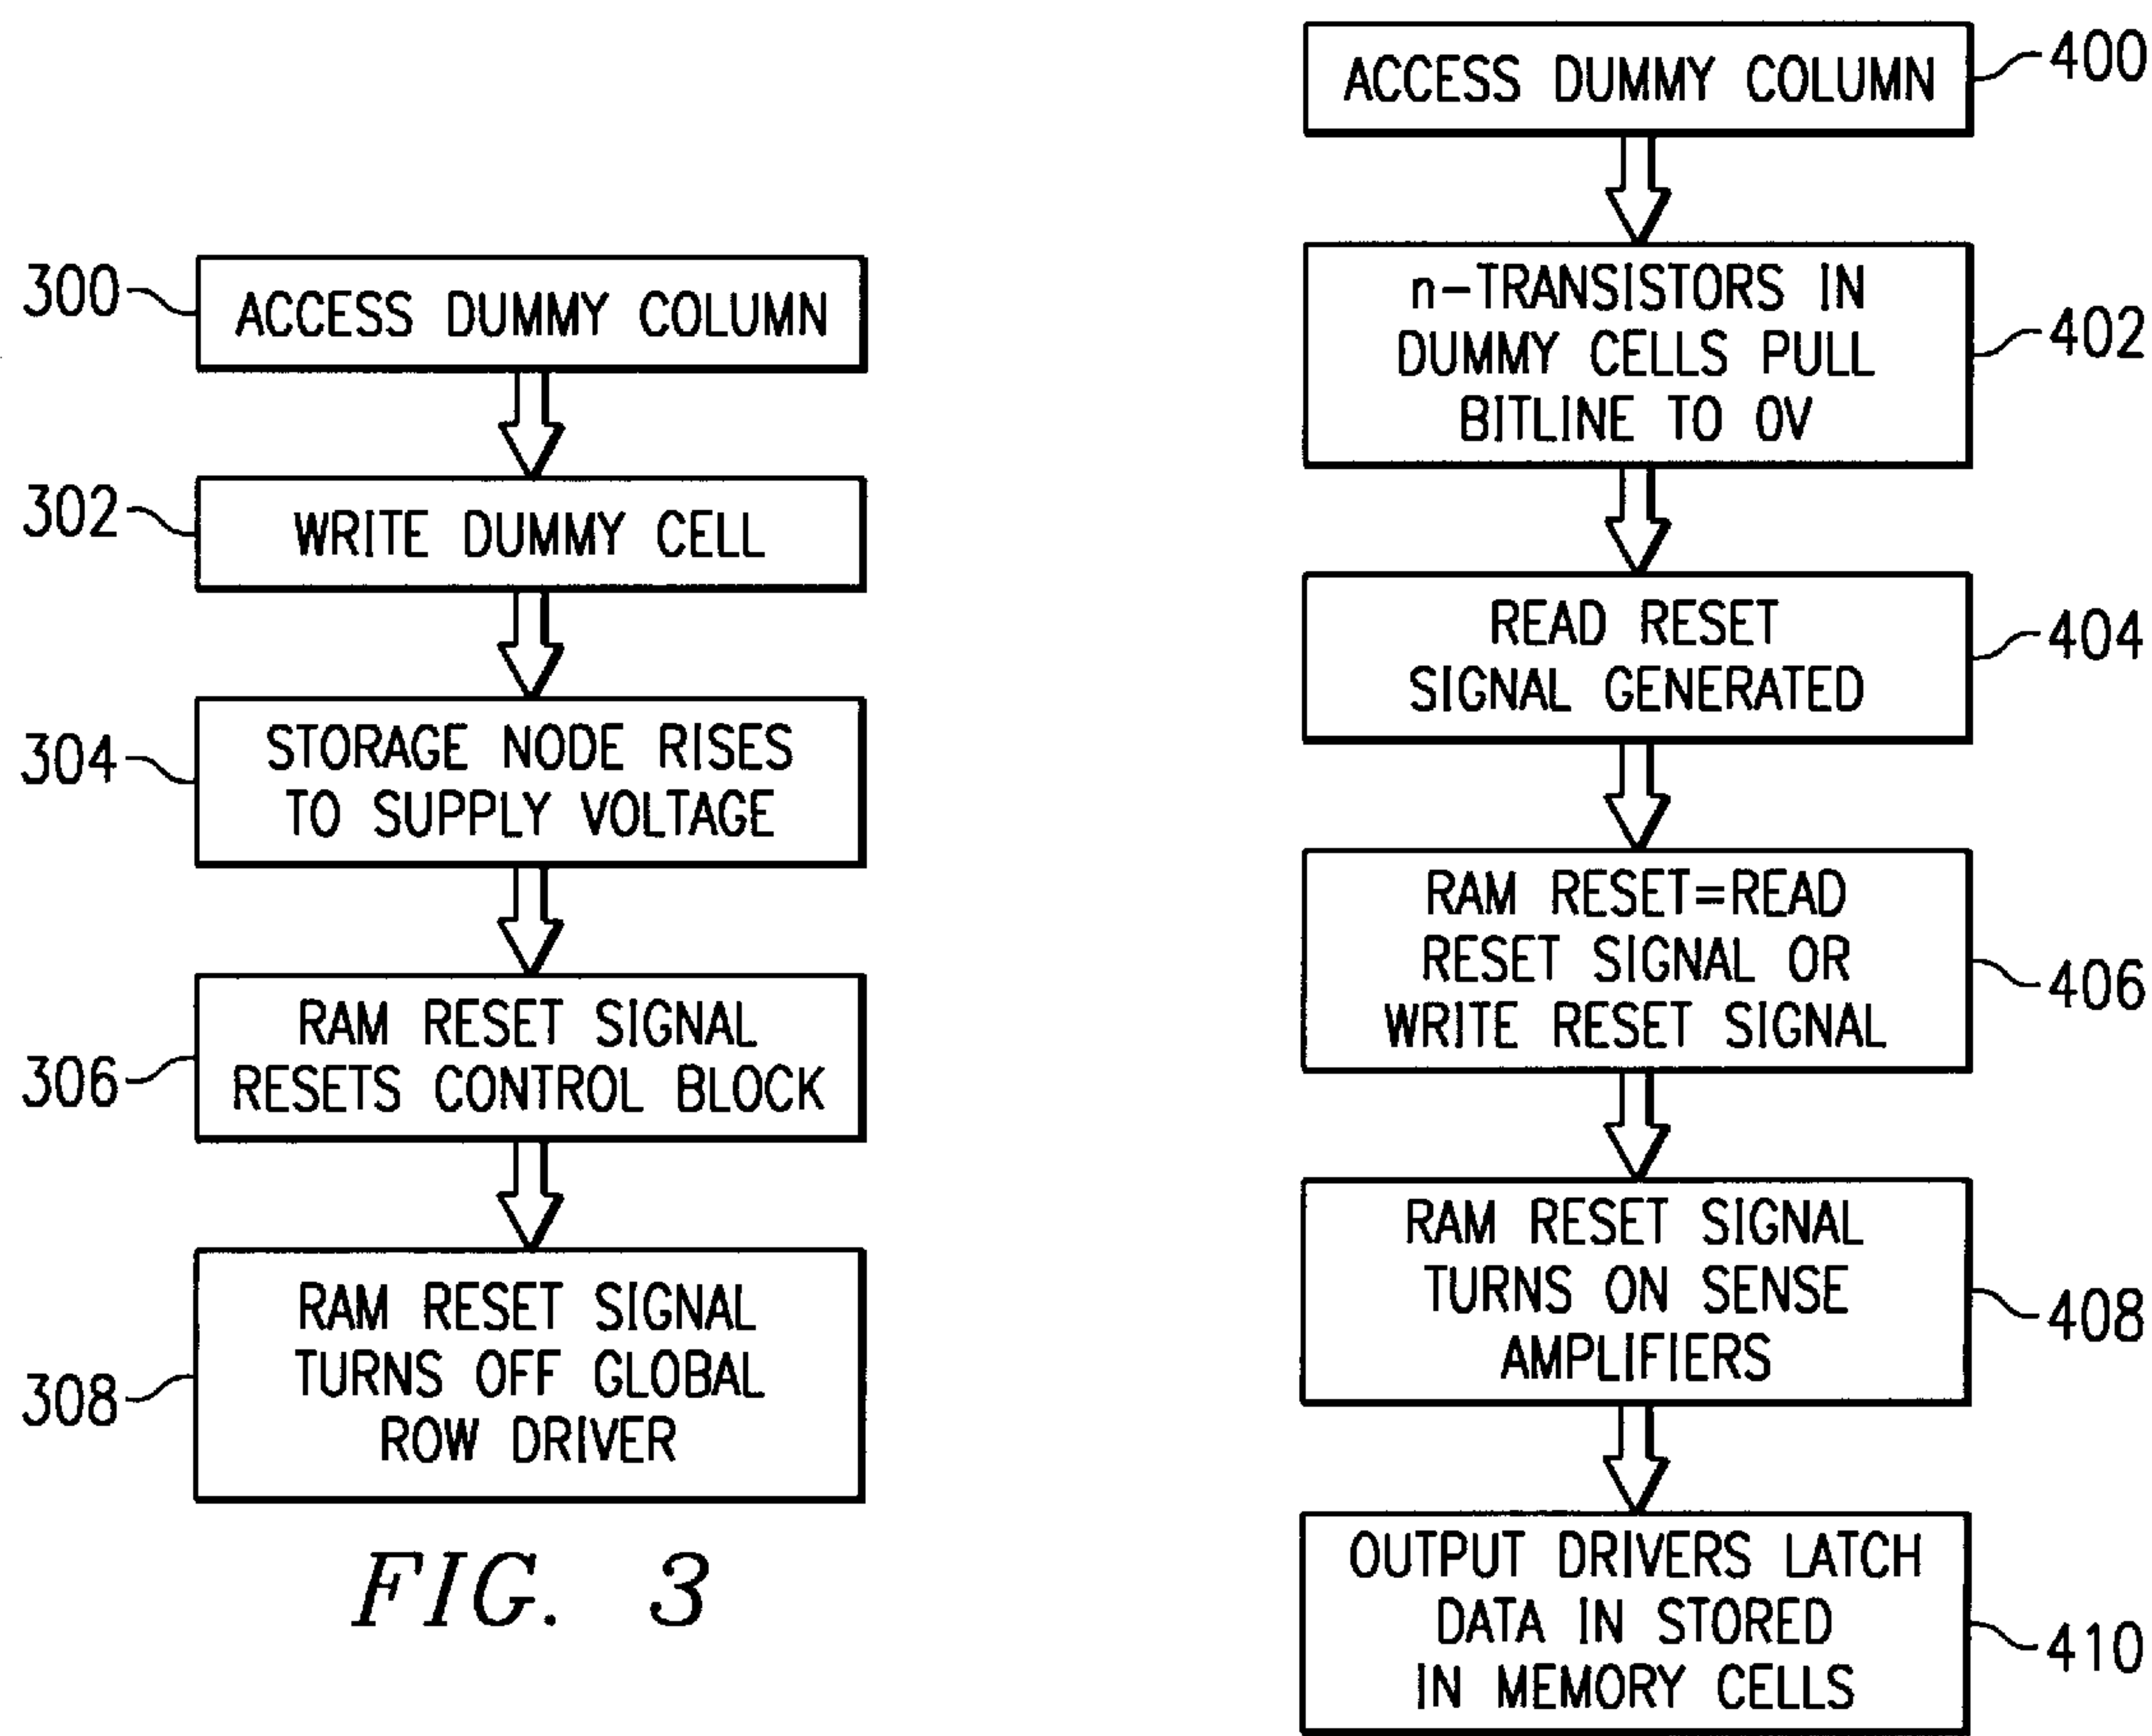 300
ACCESS DUMMY COLUMN
302
WRITE DUMMY CELL
304
STORAGE NODE RISES
TO SUPPLY VOLTAGE
306
RAM RESET SIGNAL
RESETS CONTROL BLOCK
308
RAM RESET SIGNAL
TURNS OFF GLOBAL
ROW DRIVER
FIG. 3
ACCESS DUMMY COLUMN
400
n-TRANSISTORS IN
DUMMY CELLS PULL
BITLINE TO 0V
402
READ RESET
SIGNAL GENERATED
404
RAM RESET=READ
RESET SIGNAL OR
WRITE RESET SIGNAL
406
RAM RESET SIGNAL
TURNS ON SENSE
AMPLIFIERS
408
OUTPUT DRIVERS LATCH
DATA IN STORED
IN MEMORY CELLS
410